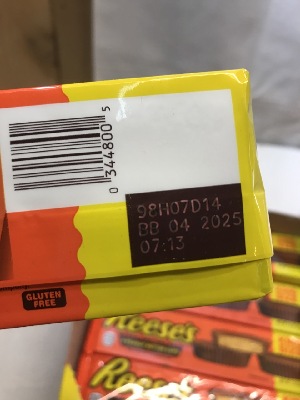 0 344800 5
98H07D14
BB 04 2025
07:13
GLUTEN
FREE
Reese's
Reese's